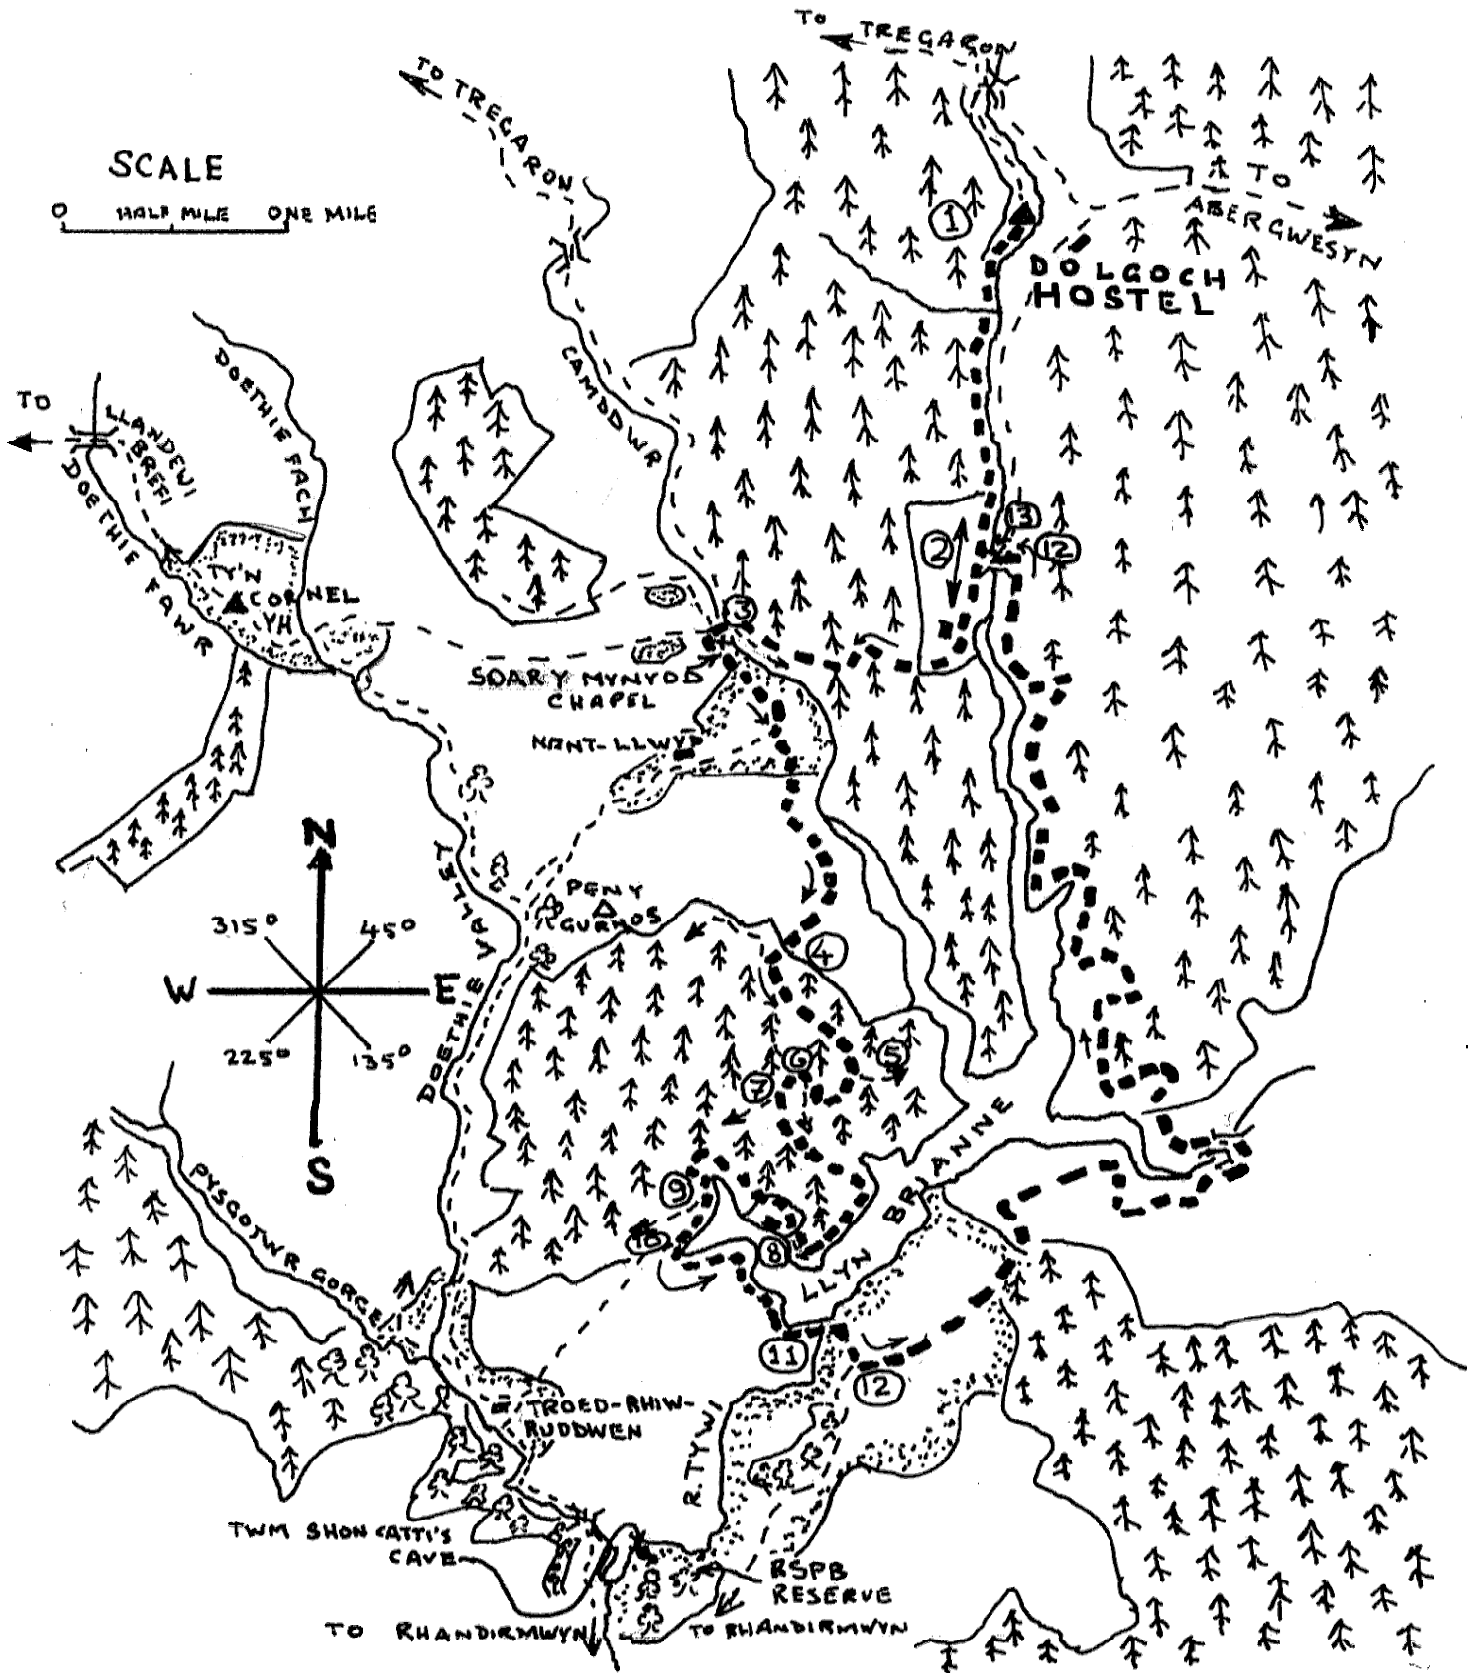 TO TREGARON
TO TREGARON
SCALE
0 HALF MILE ONE MILE
TO
ABERGWESYN
1
DOLGOCH
HOSTEL
DOETHIE FACH
CAMDDWR
TO
LLANDEWI
BREFI
DOETHIE FAWR
13
2
12
TY'N
CORNEL
YH
3
SOAR Y MYNYDD
CHAPEL
NANT-LLWYD
N
DOETHIE VALLEY
PEN Y
GURNOS
315° 45°
4
W E
225° 135°
5
6
7
S
BRIANNE
LLYN
PYSGOTWR GORGE
9
10
8
11
12
TROED-RHIW-
RUDDWEN
R. TYWI
TWM SHON CATTI'S
CAVE
RSPB
RESERVE
TO RHANDIRMWYN
TO RHANDIRMWYN